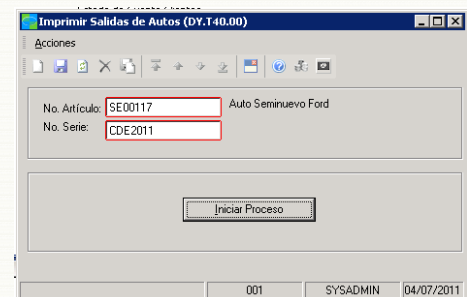 Imprimir Salidas de Autos (DY.T40.00)
Acciones
No. Artículo: SE00117 Auto Seminuevo Ford
No. Serie: CDE2011
Iniciar Proceso
001 SYSADMIN 04/07/2011